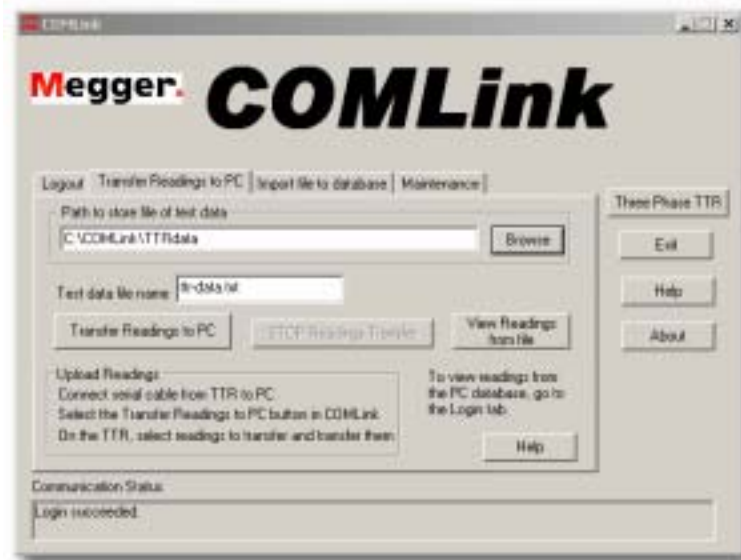 COMLink
Megger. COMLink
Logout Transfer Readings to PC Import file to database Maintenance
Three Phase TTR
Path to store file of test data
C:\COMLink\TTRdata
Browse
Exit
Test data file name ttr-data.txt
Help
Transfer Readings to PC STOP Readings Transfer View Readings
from file
About
Upload Readings
Connect serial cable from TTR to PC
Select the Transfer Readings to PC button in COMLink
On the TTR, select readings to transfer and transfer them
To view readings from
the PC database, go to
the Login tab.
Help
Communication Status
Login succeeded.